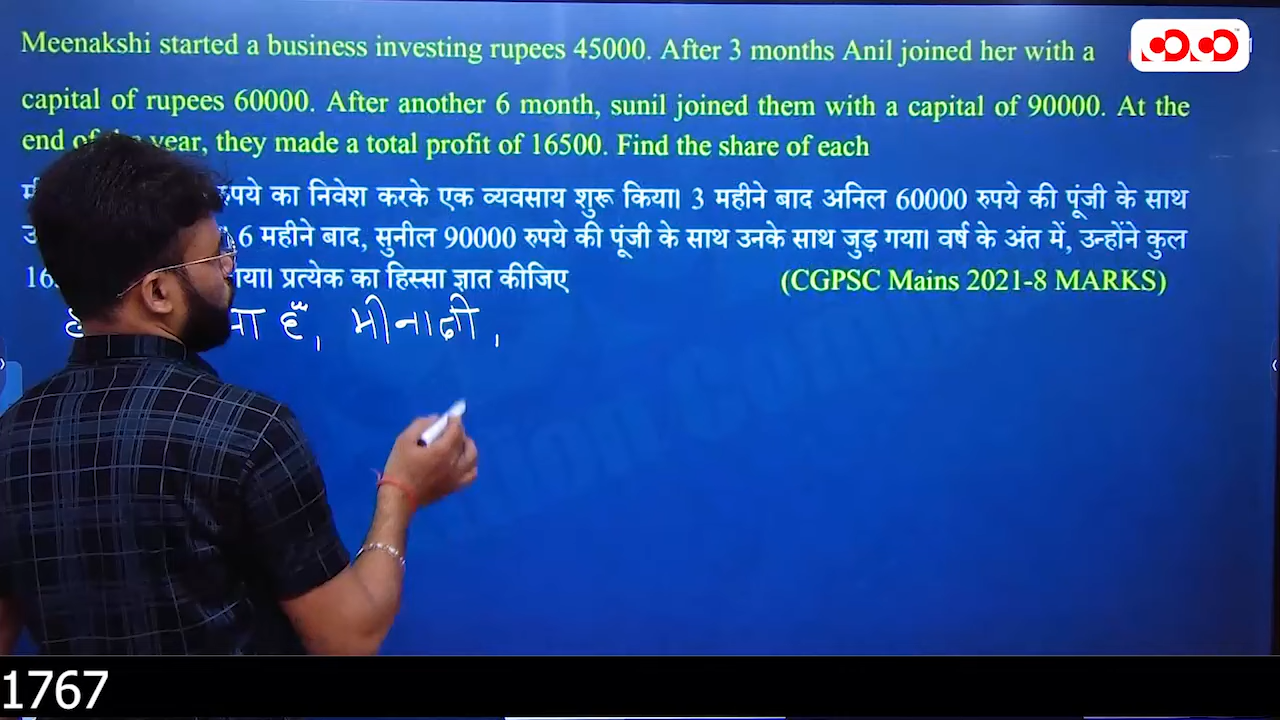 Meenakshi started a business investing rupees 45000. After 3 months Anil joined her with a
capital of rupees 60000. After another 6 month, sunil joined them with a capital of 90000. At the
end of year, they made a total profit of 16500. Find the share of each
का निवेश करके एक व्यवसाय शुरू किया। 3 महीने बाद अनिल 60000 रुपये की पूंजी के साथ
6 महीने बाद, सुनील 90000 रुपये की पूंजी के साथ उनके साथ जुड़ गया। वर्ष के अंत में, उन्होंने कुल
प्रत्येक का हिस्सा ज्ञात कीजिए (CGPSC Mains 2021-8 MARKS)
मीनाक्षी,
1767